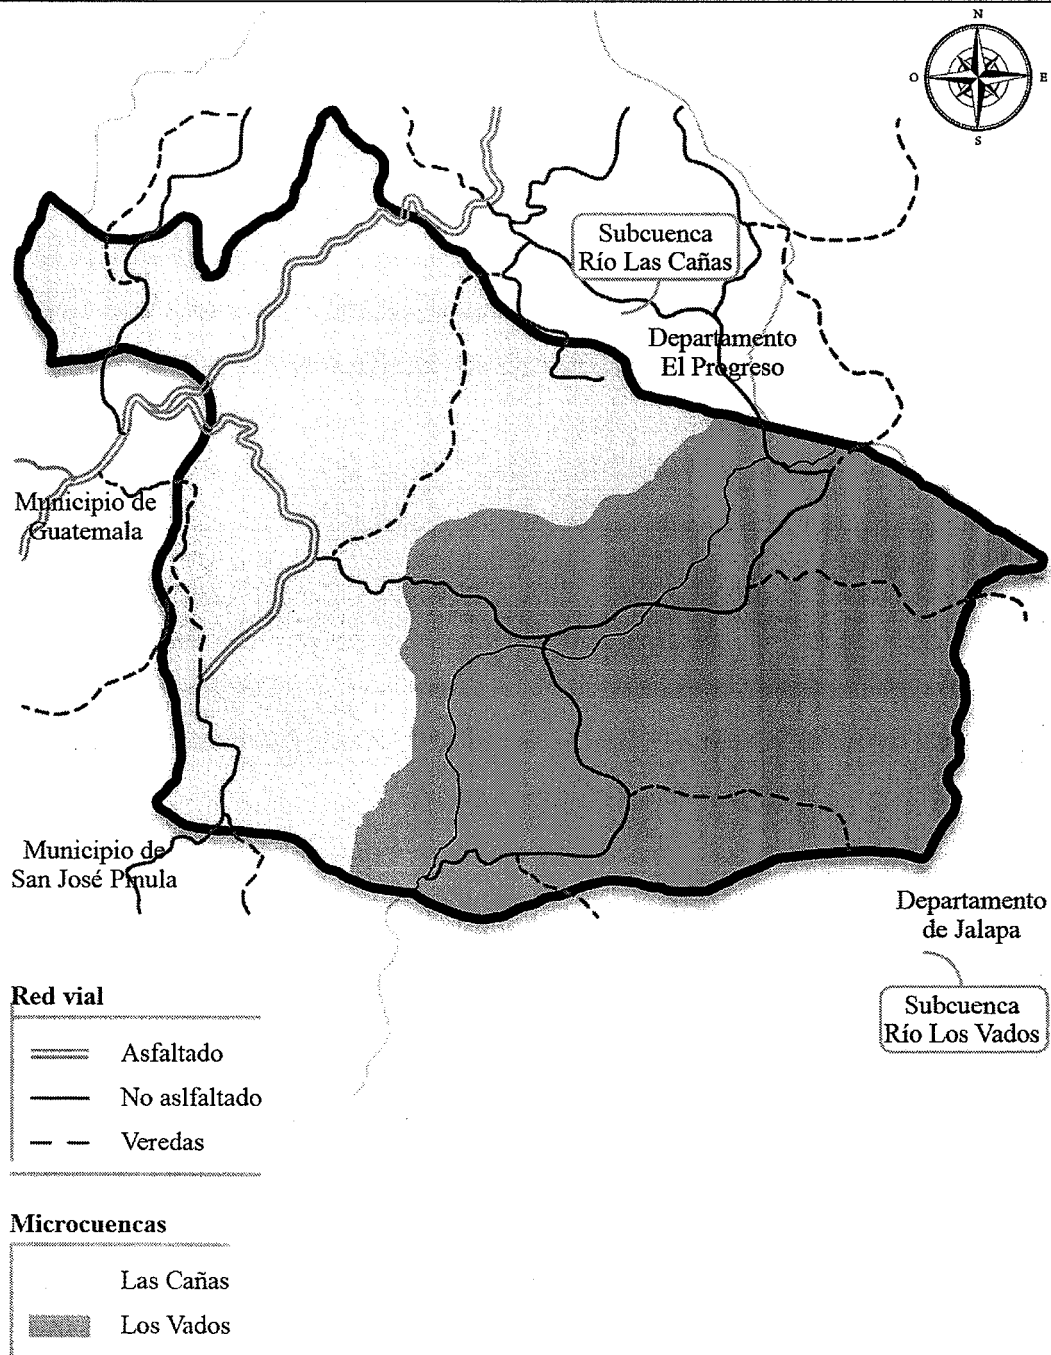 N
O
E
S
Subcuenca
Río Las Cañas
Departamento
El Progreso
Municipio de
Guatemala
Municipio de
San José Pinula
Departamento
de Jalapa
Subcuenca
Río Los Vados
Red vial
Asfaltado
No aslfaltado
Veredas
Microcuencas
Las Cañas
Los Vados